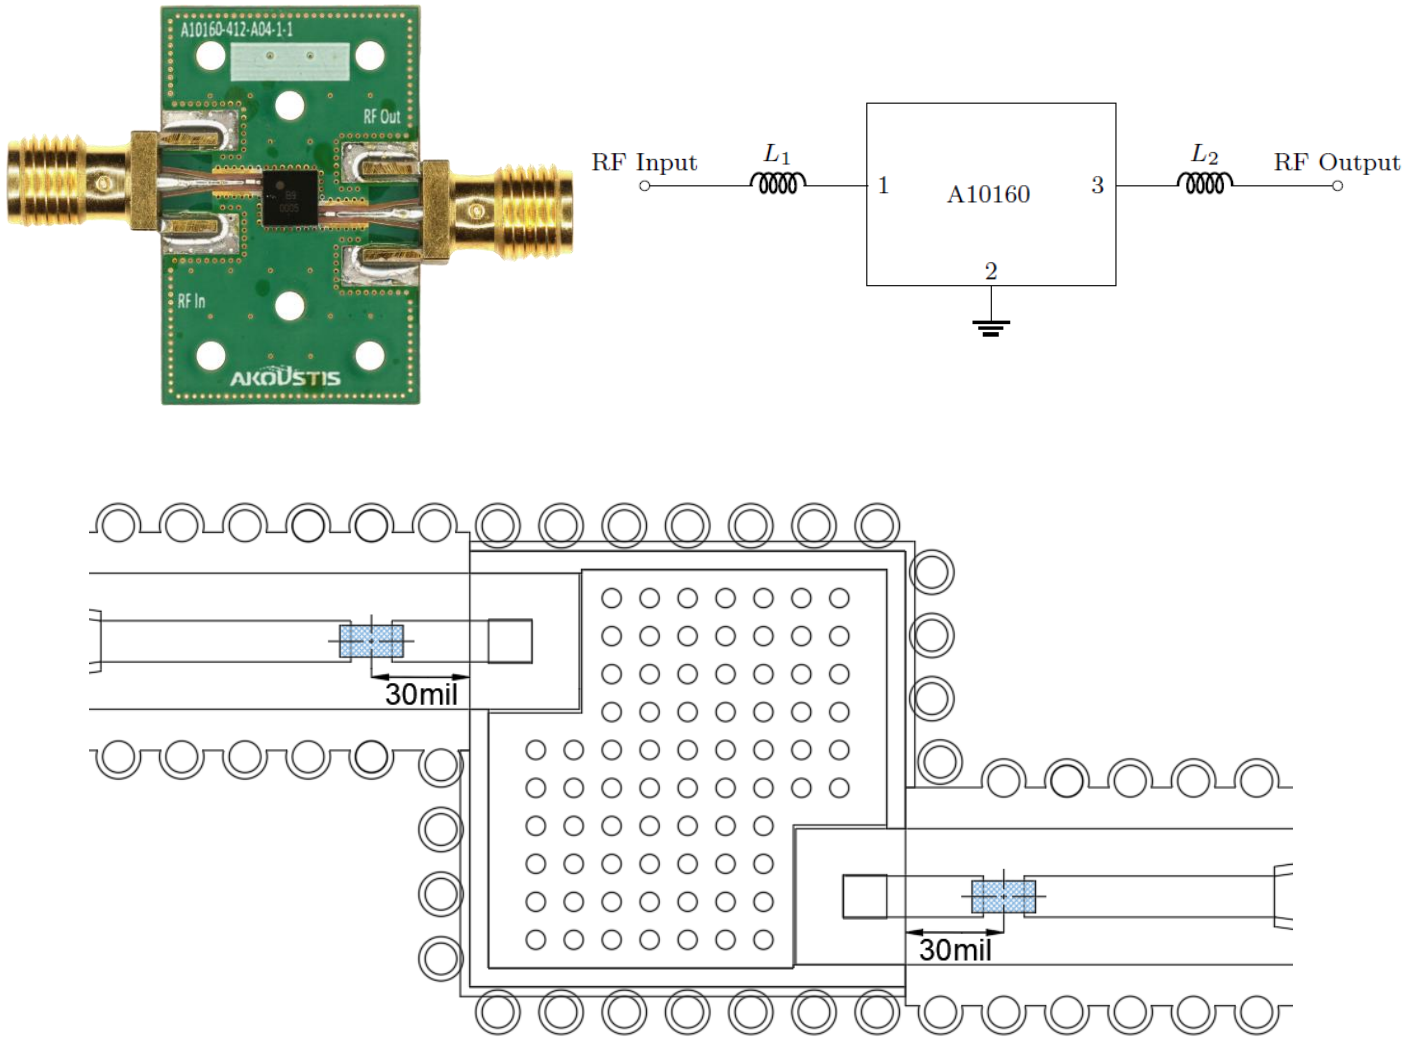 A10160-412-A04-1-1
RF Out
RF In
AKOUSTIS
0005
RF Input
L1
1
A10160
3
L2
RF Output
2
30mil
30mil